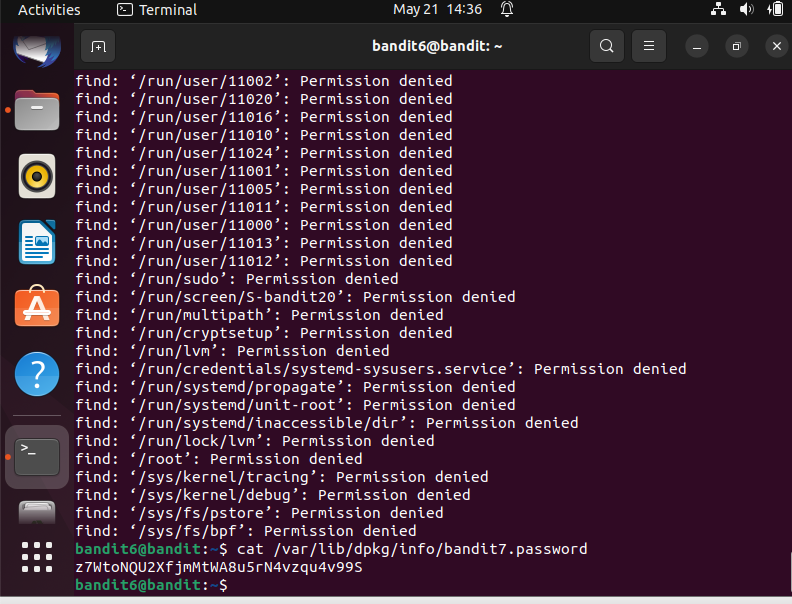 Activities
Terminal
May 21 14:36
bandit6@bandit: ~
find: ‘/run/user/11002’: Permission denied
find: ‘/run/user/11020’: Permission denied
find: ‘/run/user/11016’: Permission denied
find: ‘/run/user/11010’: Permission denied
find: ‘/run/user/11024’: Permission denied
find: ‘/run/user/11001’: Permission denied
find: ‘/run/user/11005’: Permission denied
find: ‘/run/user/11011’: Permission denied
find: ‘/run/user/11000’: Permission denied
find: ‘/run/user/11013’: Permission denied
find: ‘/run/user/11012’: Permission denied
find: ‘/run/sudo’: Permission denied
find: ‘/run/screen/S-bandit20’: Permission denied
find: ‘/run/multipath’: Permission denied
find: ‘/run/cryptsetup’: Permission denied
find: ‘/run/lvm’: Permission denied
find: ‘/run/credentials/systemd-sysusers.service’: Permission denied
find: ‘/run/systemd/propagate’: Permission denied
find: ‘/run/systemd/unit-root’: Permission denied
find: ‘/run/systemd/inaccessible/dir’: Permission denied
find: ‘/run/lock/lvm’: Permission denied
find: ‘/root’: Permission denied
find: ‘/sys/kernel/tracing’: Permission denied
find: ‘/sys/kernel/debug’: Permission denied
find: ‘/sys/fs/pstore’: Permission denied
find: ‘/sys/fs/bpf’: Permission denied
bandit6@bandit:~$ cat /var/lib/dpkg/info/bandit7.password
z7WtoNQU2XfjmMtWA8u5rN4vzqu4v99S
bandit6@bandit:~$